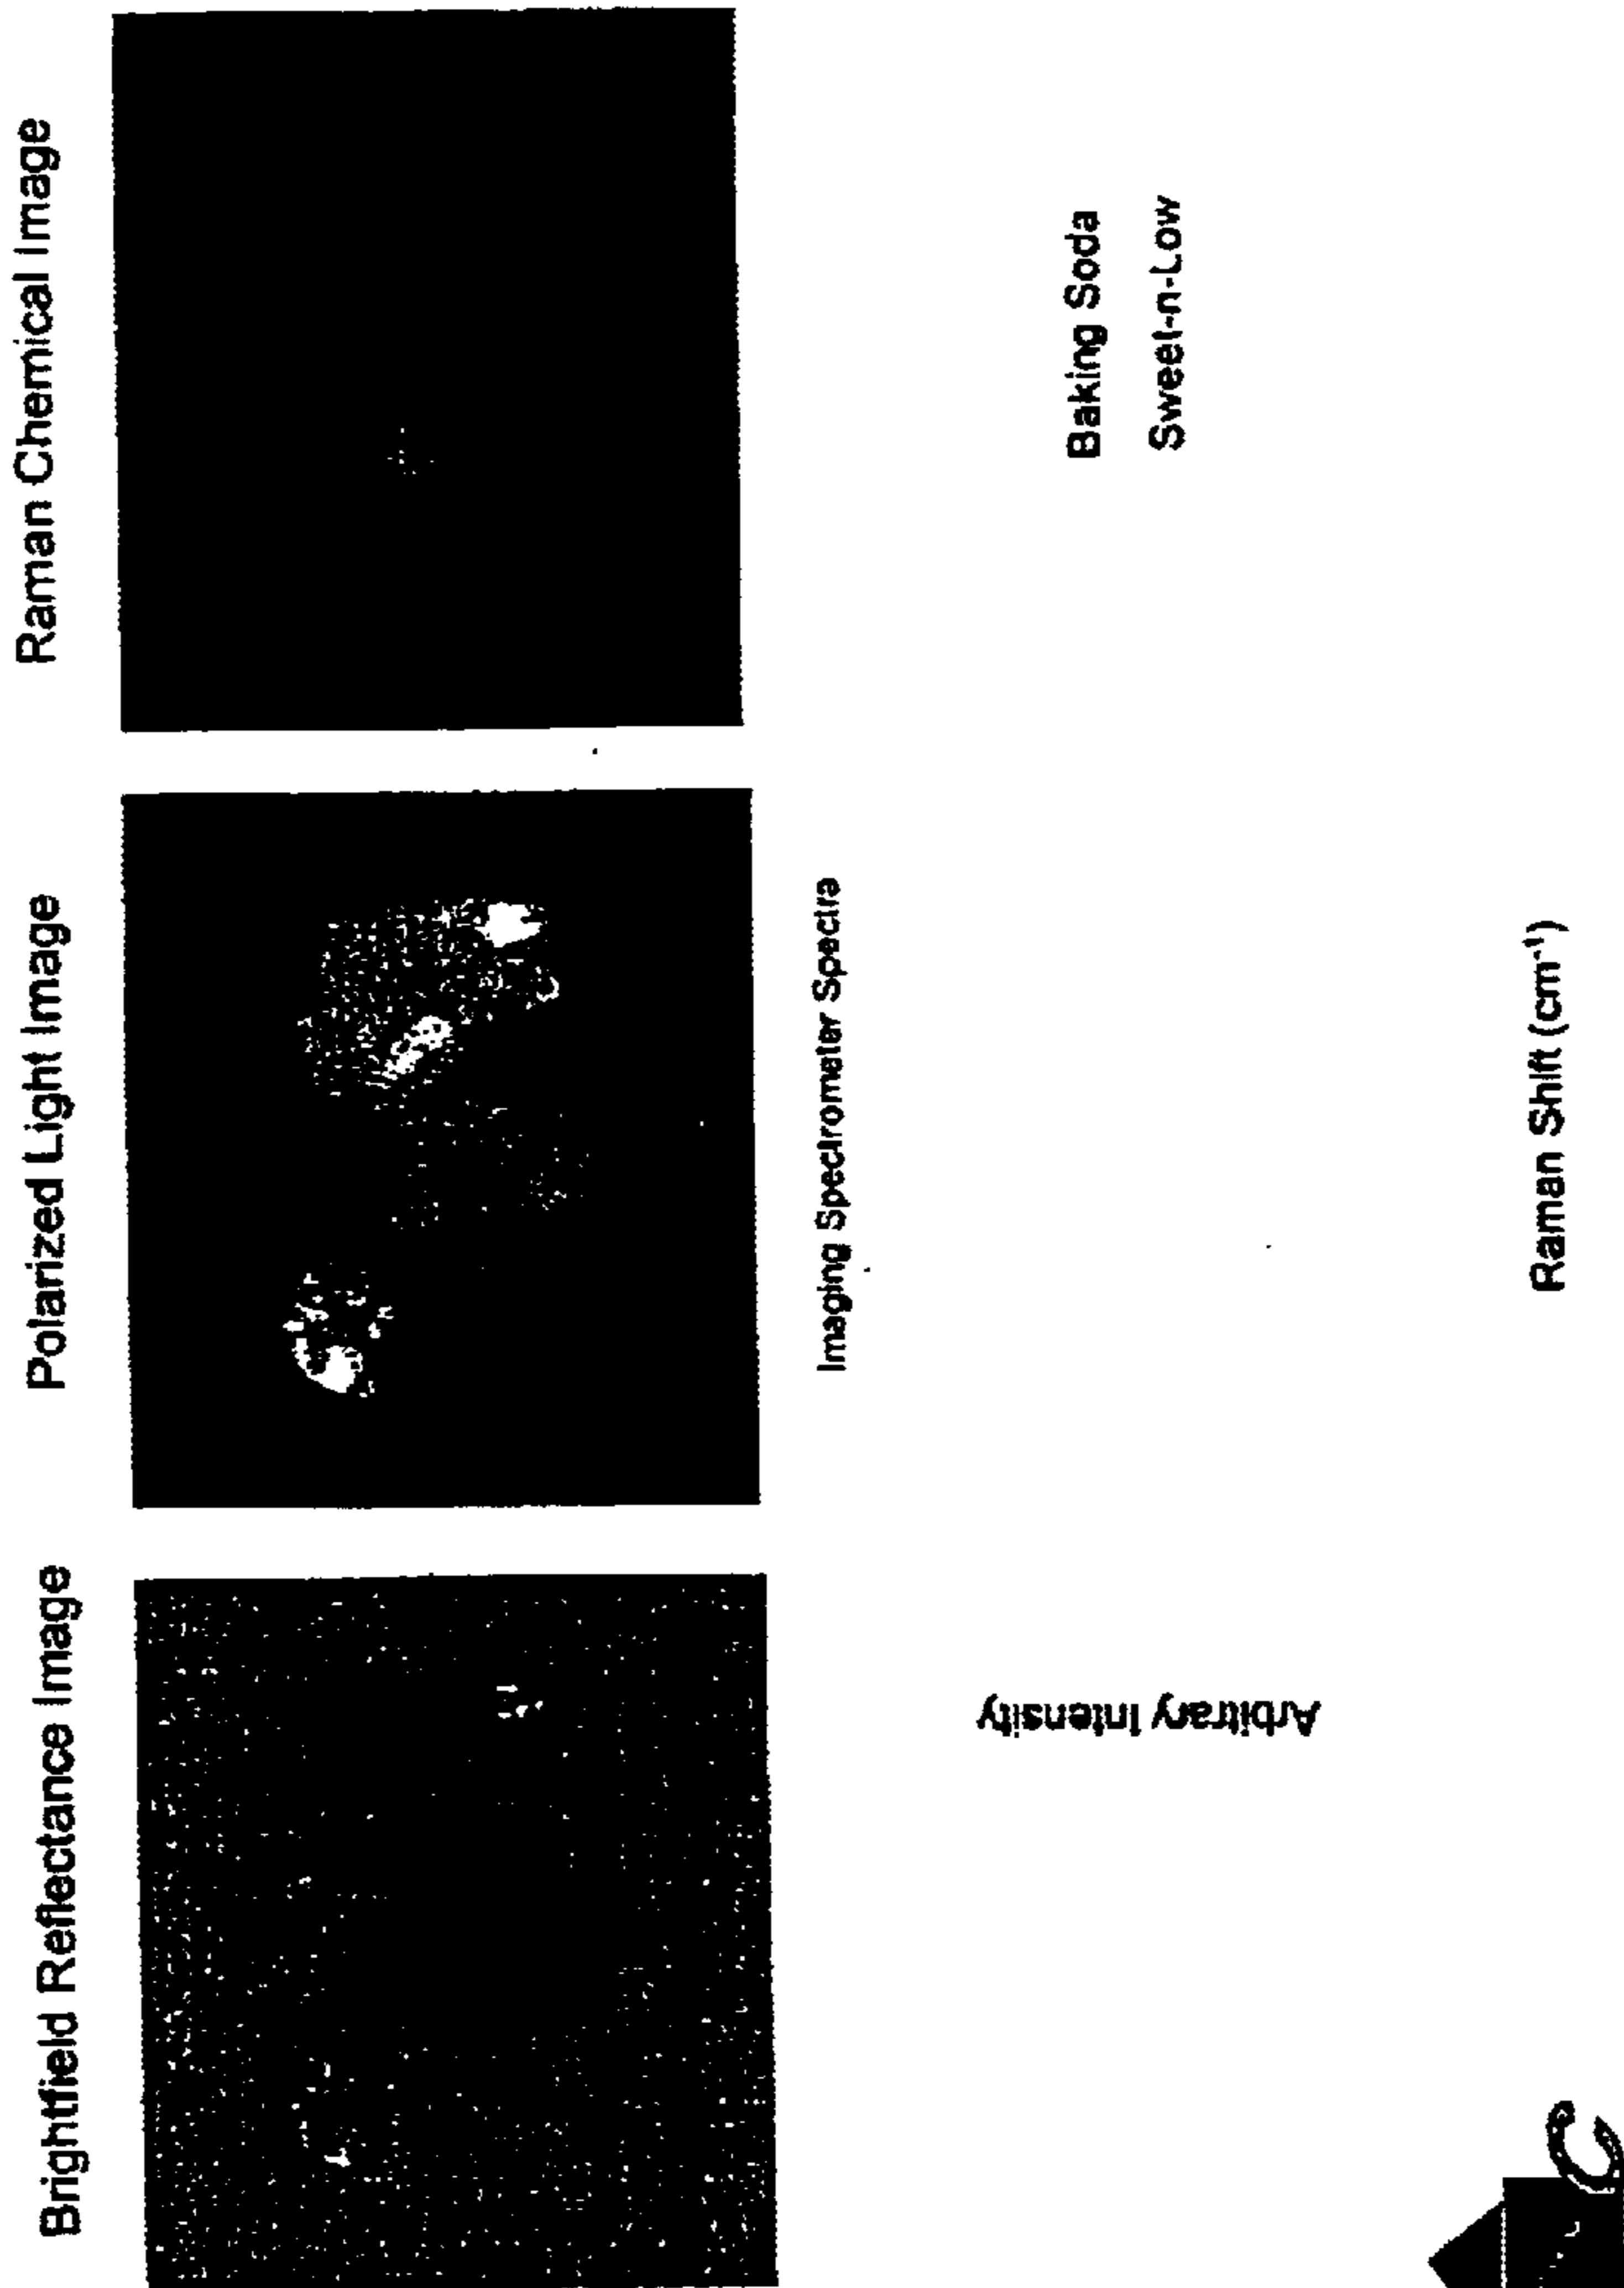 Brightfield Reflectance Image
Polarized Light Image
Raman Chemical Image
Imaging Spectrometer Spectra
Arbitrary Intensity
Baking Soda
Sweet-n-Low
Raman Shift (cm⁻¹)